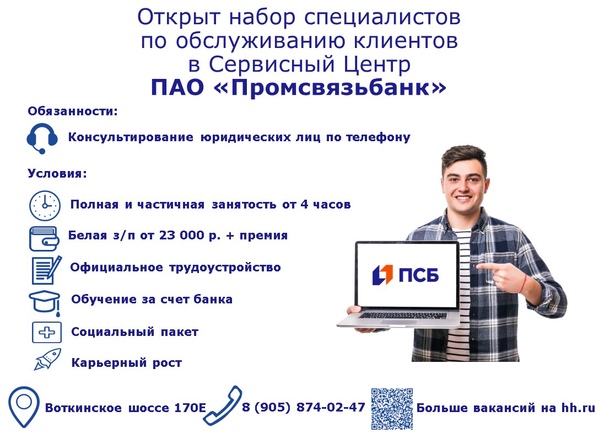 Открыт набор специалистов
по обслуживанию клиентов
в Сервисный Центр
ПАО «Промсвязьбанк»
Обязанности:
Консультирование юридических лиц по телефону
Условия:
Полная и частичная занятость от 4 часов
Белая з/п от 23 000 р. + премия
Официальное трудоустройство
Обучение за счет банка
Социальный пакет
Карьерный рост
ПСБ
Воткинское шоссе 170Е
8 (905) 874-02-47
Больше вакансий на hh.ru